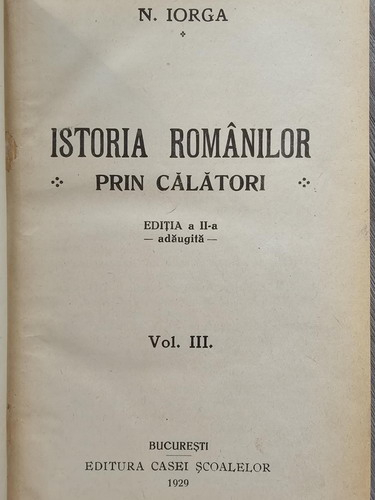 N. IORGA
ISTORIA ROMÂNILOR
PRIN CĂLĂTORI
EDIȚIA a II-a
— adăugită —
Vol. III.
BUCUREȘTI
EDITURA CASEI ȘCOALELOR
1929